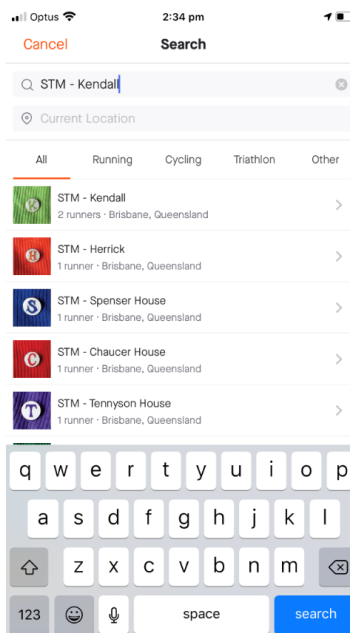 Optus 2:34 pm
Cancel Search
STM - Kendall
Current Location
All Running Cycling Triathlon Other
K
STM - Kendall
2 runners · Brisbane, Queensland
H
STM - Herrick
1 runner · Brisbane, Queensland
S
STM - Spenser House
1 runner · Brisbane, Queensland
C
STM - Chaucer House
1 runner · Brisbane, Queensland
T
STM - Tennyson House
1 runner · Brisbane, Queensland
q w e r t y u i o p
a s d f g h j k l
z x c v b n m
123 space search